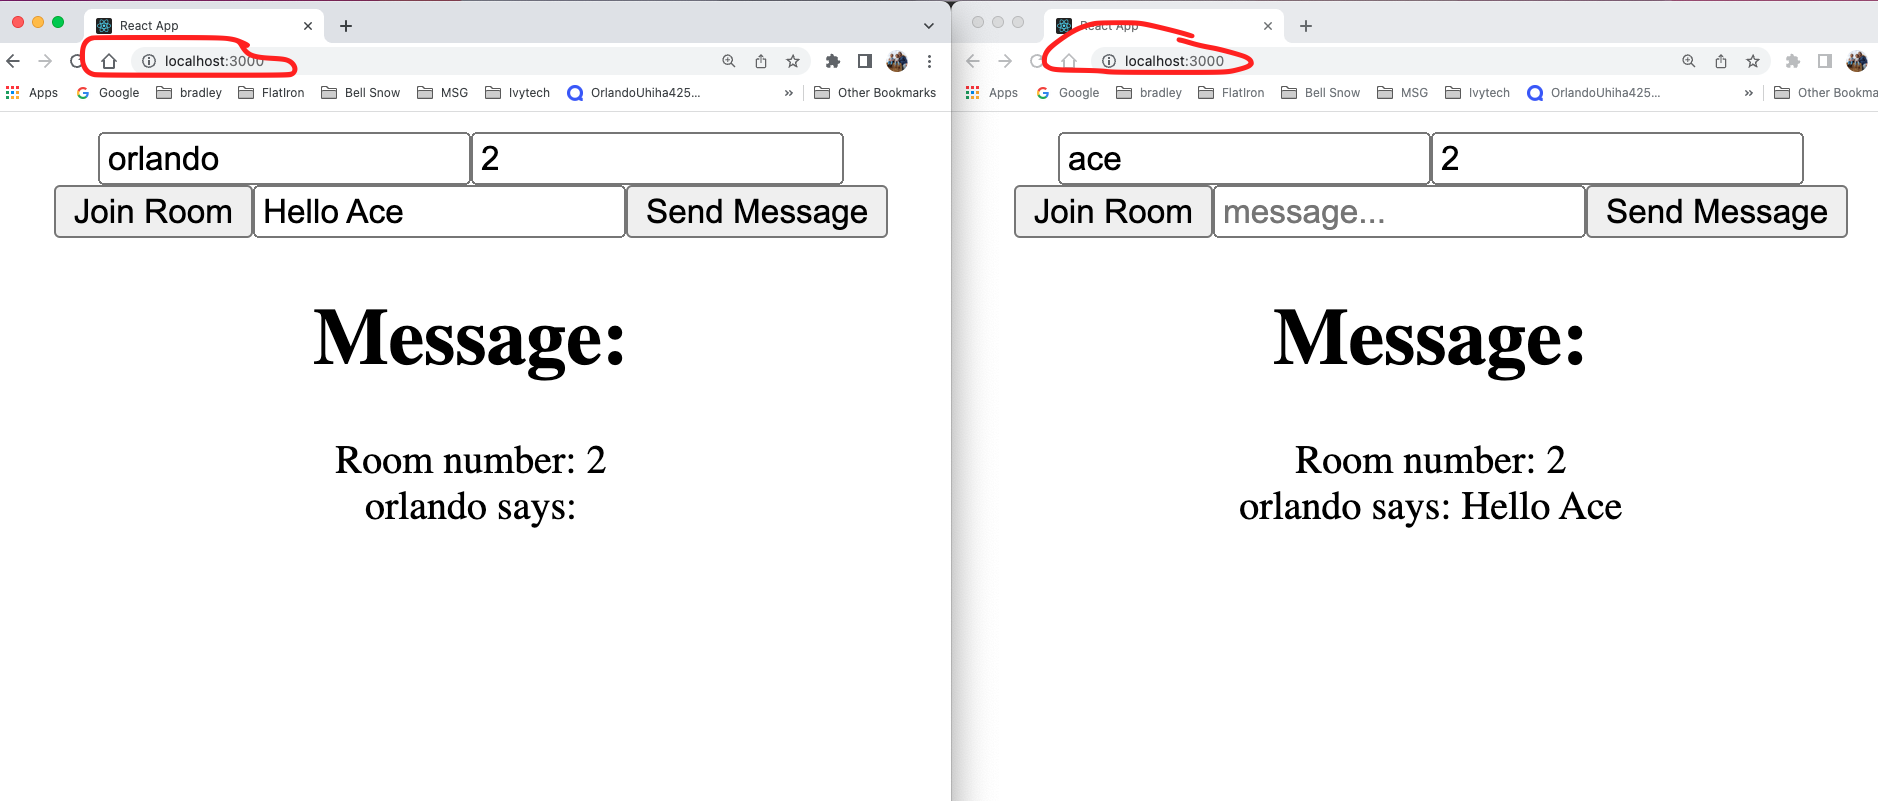 React App
localhost:3000
Apps Google bradley FlatIron Bell Snow MSG Ivytech OrlandoUhiha425... » Other Bookmarks
orlando 2
Join Room Hello Ace Send Message
Message:
Room number: 2
orlando says:
React App
localhost:3000
Apps Google bradley FlatIron Bell Snow MSG Ivytech OrlandoUhiha425... » Other Bookma
ace 2
Join Room message... Send Message
Message:
Room number: 2
orlando says: Hello Ace